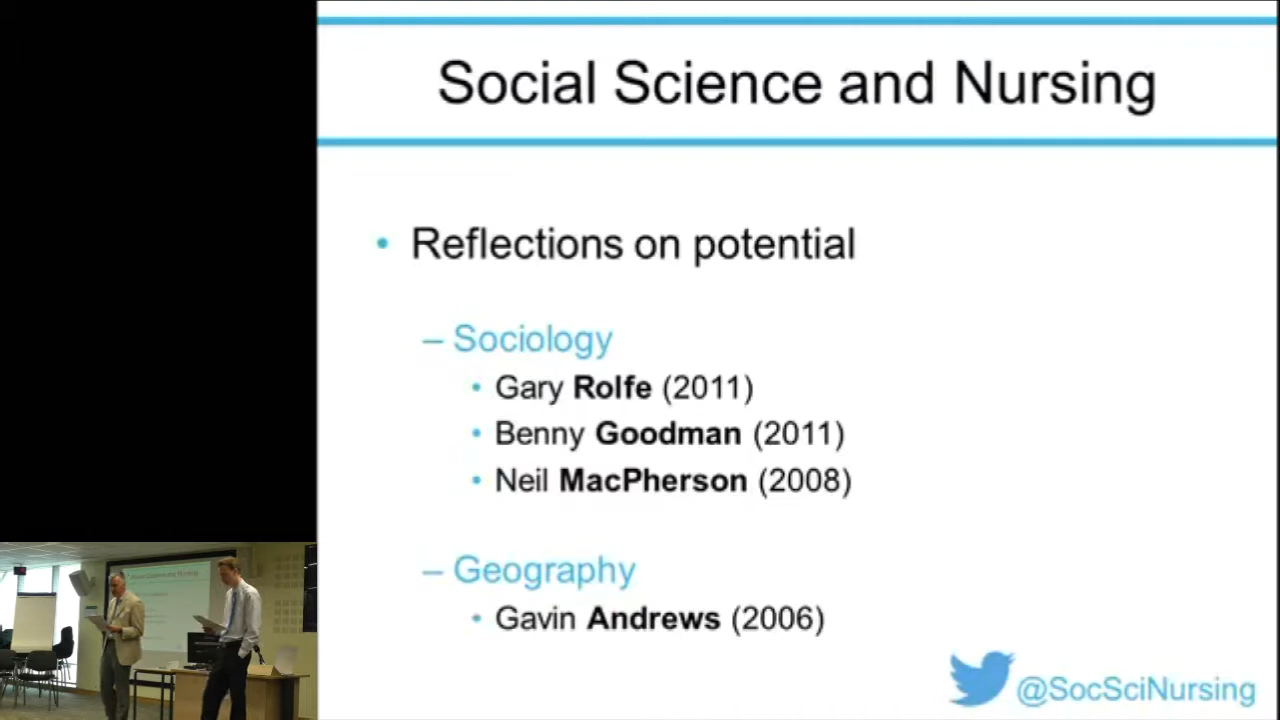 Social Science and Nursing
• Reflections on potential
– Sociology
• Gary Rolfe (2011)
• Benny Goodman (2011)
• Neil MacPherson (2008)
– Geography
• Gavin Andrews (2006)
@SocSciNursing